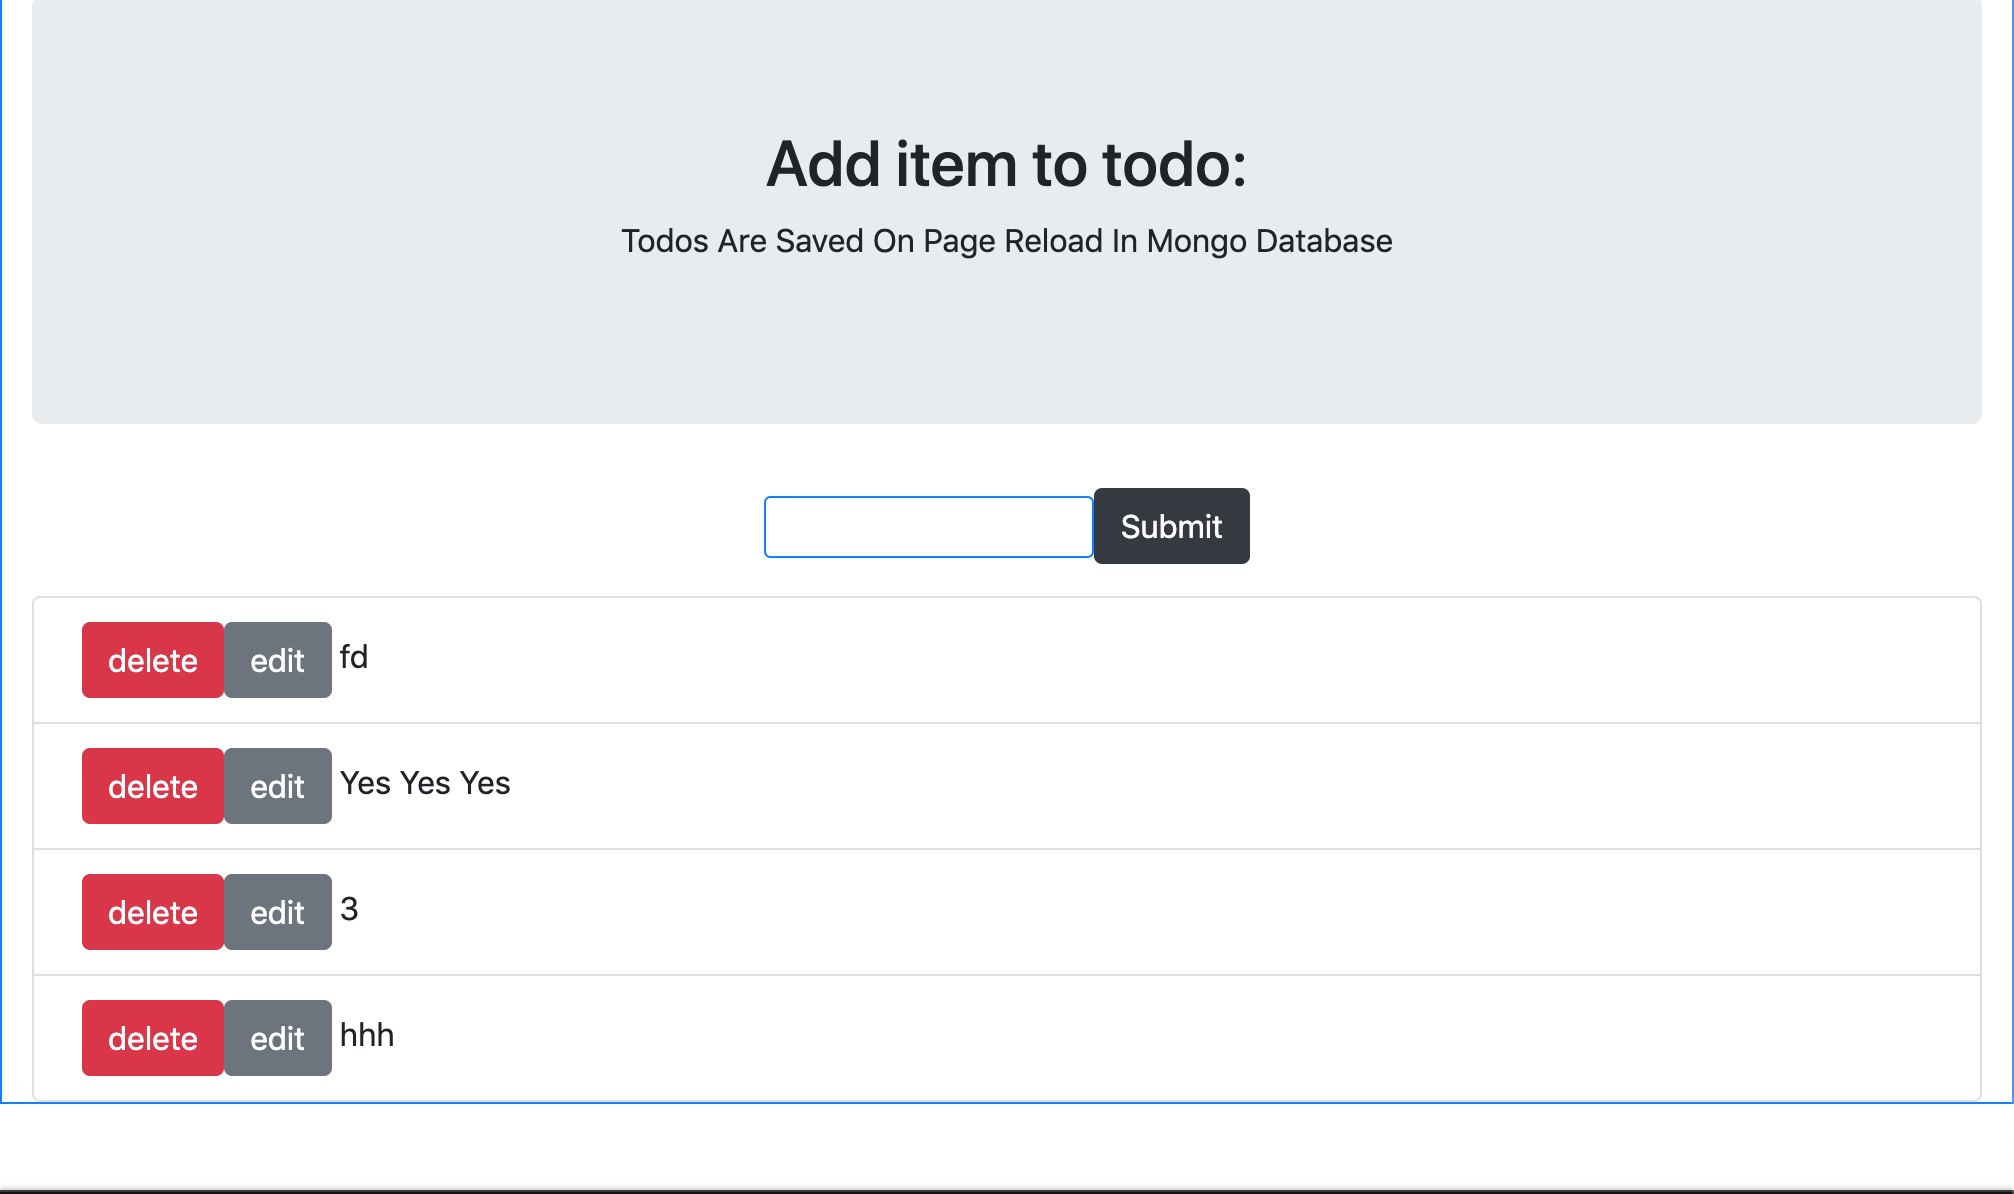 Add item to todo:
Todos Are Saved On Page Reload In Mongo Database
Submit
delete edit fd
delete edit Yes Yes Yes
delete edit 3
delete edit hhh